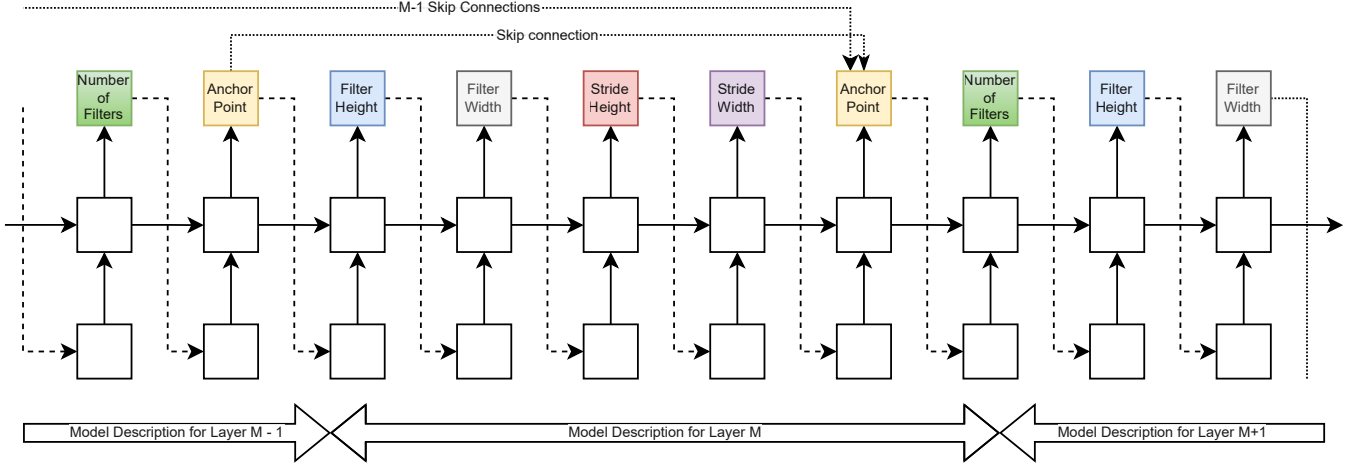 M-1 Skip Connections
Skip connection
Number
of
Filters
Anchor
Point
Filter
Height
Filter
Width
Stride
Height
Stride
Width
Anchor
Point
Number
of
Filters
Filter
Height
Filter
Width
Model Description for Layer M - 1
Model Description for Layer M
Model Description for Layer M+1